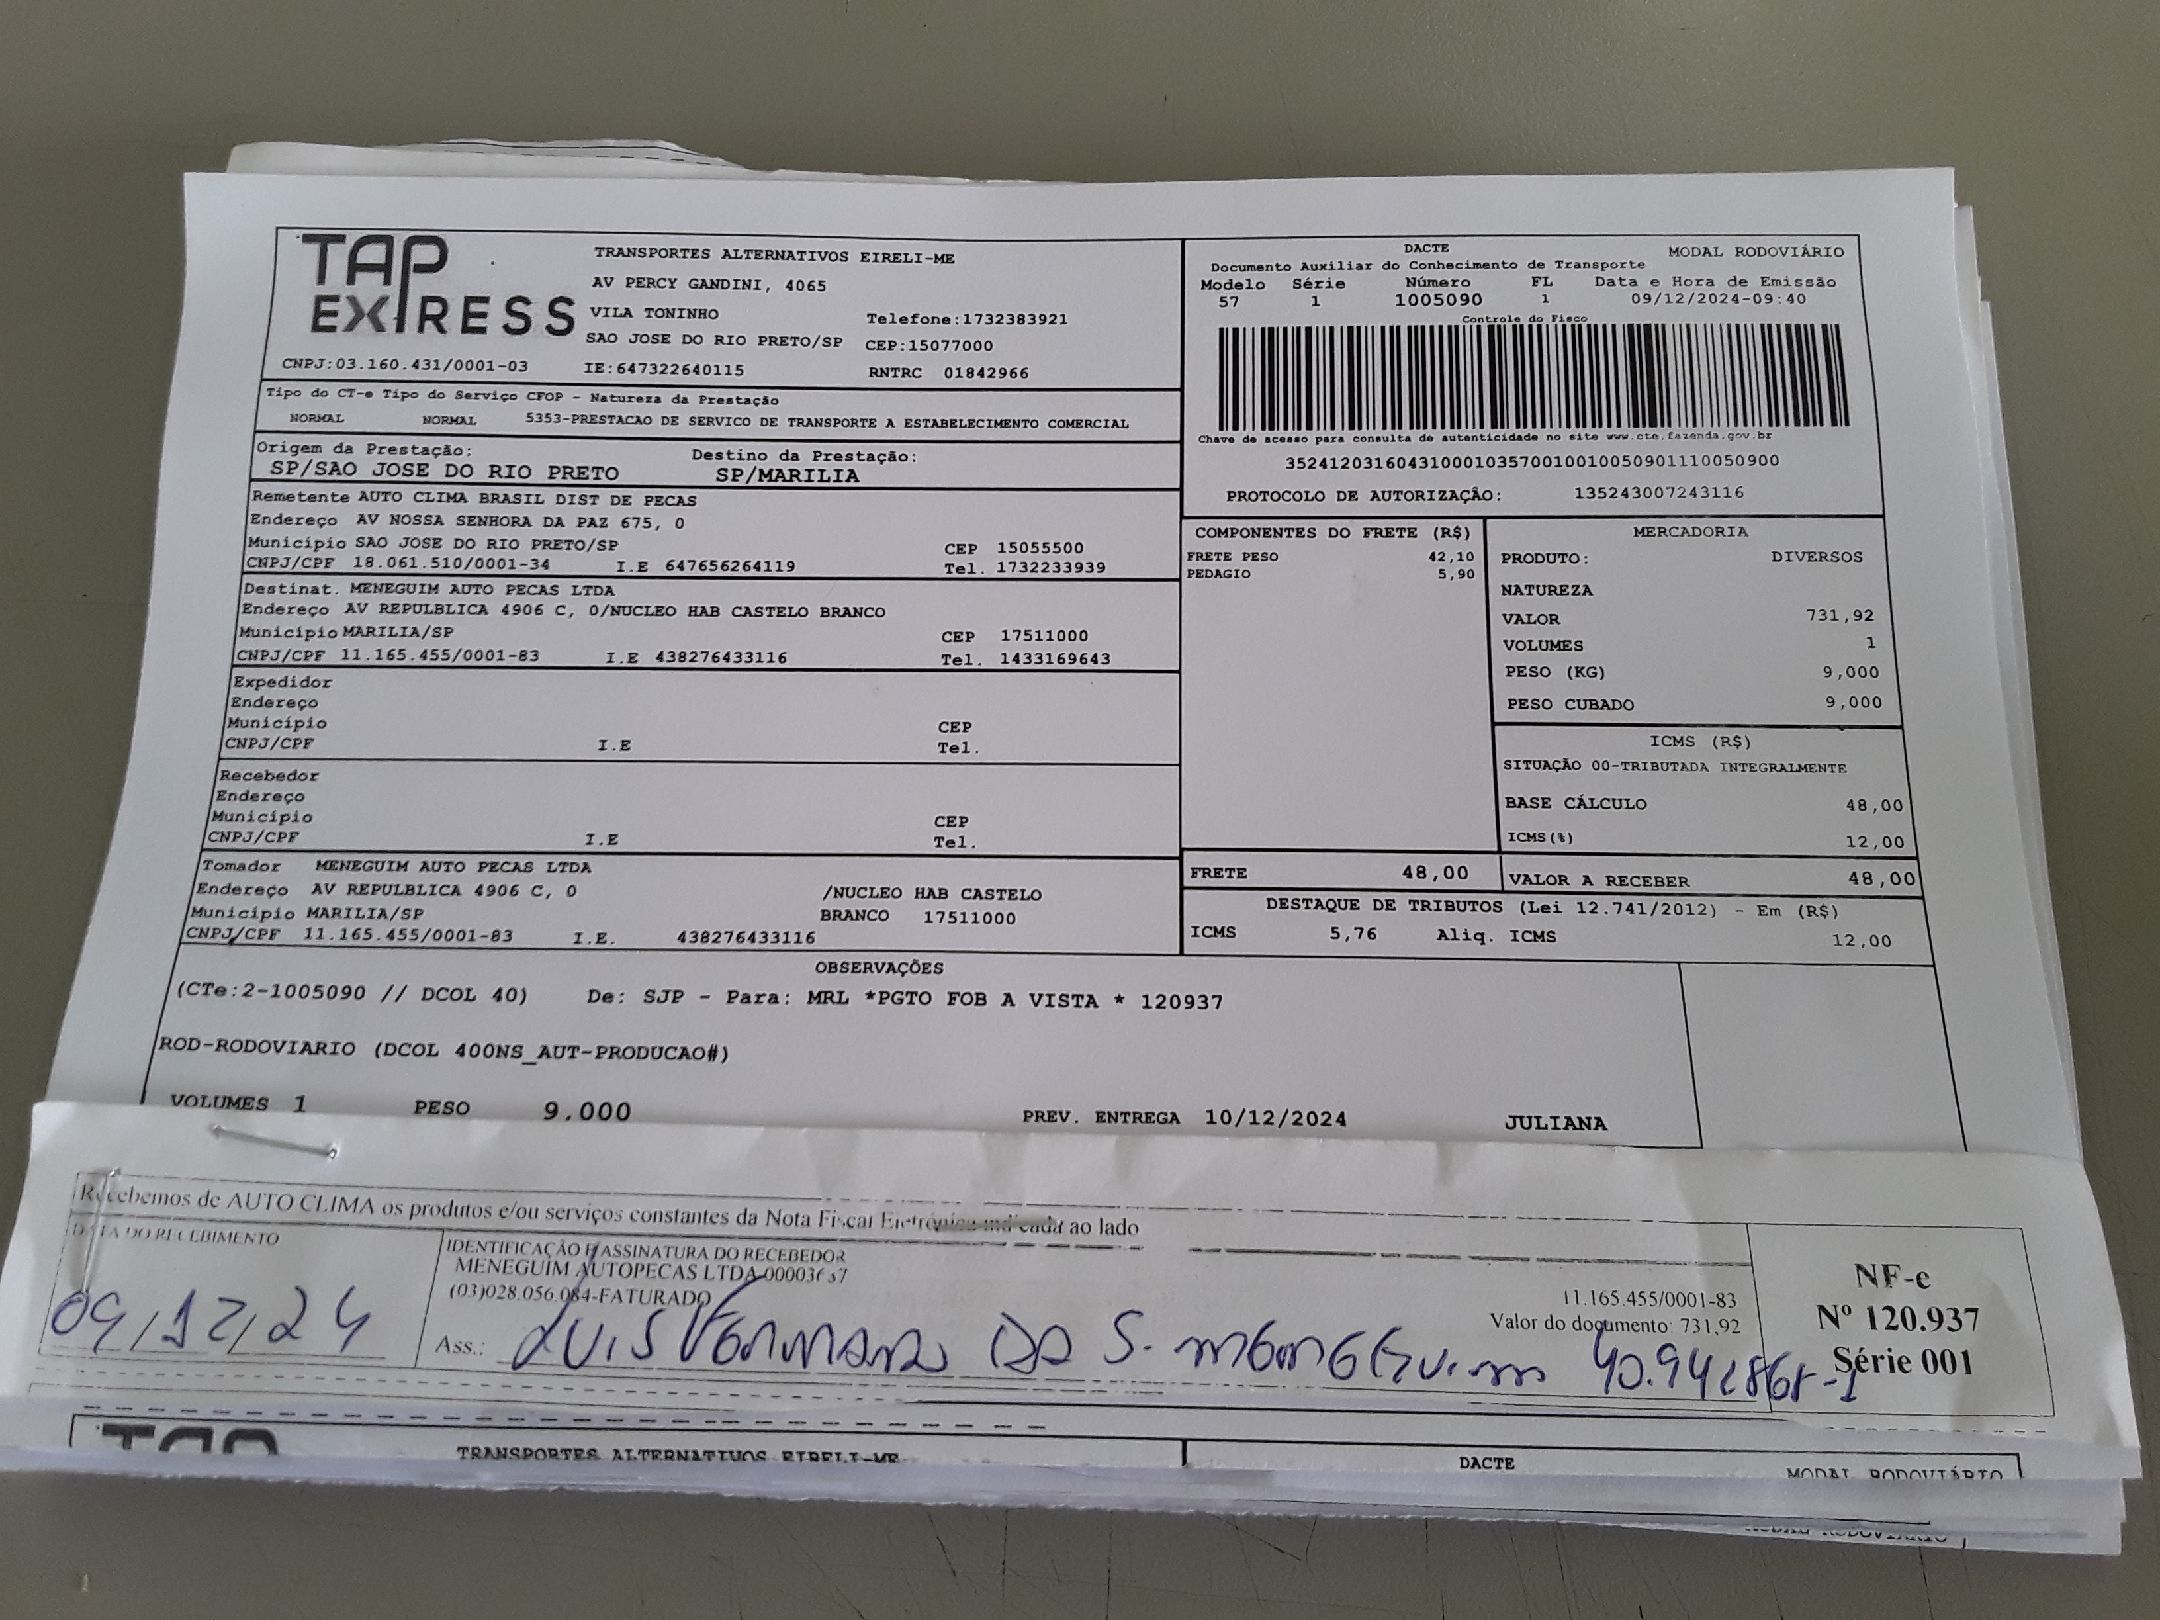 TAP EXPRESS
TRANSPORTES ALTERNATIVOS EIRELI-ME
AV PERCY GANDINI, 4065
VILA TONINHO Telefone:1732383921
SAO JOSE DO RIO PRETO/SP CEP:15077000
CNPJ:03.160.431/0001-03 IE:647322640115 RNTRC 01842966
Tipo do CT-e Tipo do Serviço CFOP - Natureza da Prestação
NORMAL NORMAL 5353-PRESTACAO DE SERVICO DE TRANSPORTE A ESTABELECIMENTO COMERCIAL
Origem da Prestação: Destino da Prestação:
SP/SAO JOSE DO RIO PRETO SP/MARILIA
Remetente AUTO CLIMA BRASIL DIST DE PECAS
Endereço AV NOSSA SENHORA DA PAZ 675, 0
Município SAO JOSE DO RIO PRETO/SP CEP 15055500
CNPJ/CPF 18.061.510/0001-34 I.E 647656264119 Tel. 1732233939
Destinat. MENEGUIM AUTO PECAS LTDA
Endereço AV REPULBLICA 4906 C, 0/NUCLEO HAB CASTELO BRANCO
Município MARILIA/SP CEP 17511000
CNPJ/CPF 11.165.455/0001-83 I.E 438276433116 Tel. 1433169643
Expedidor
Endereço
Município CEP
CNPJ/CPF I.E Tel.
Recebedor
Endereço
Município CEP
CNPJ/CPF I.E Tel.
Tomador MENEGUIM AUTO PECAS LTDA
Endereço AV REPULBLICA 4906 C, 0 /NUCLEO HAB CASTELO
Município MARILIA/SP BRANCO 17511000
CNPJ/CPF 11.165.455/0001-83 I.E. 438276433116
DACTE MODAL RODOVIÁRIO
Documento Auxiliar do Conhecimento de Transporte
Modelo Série Número FL Data e Hora de Emissão
57 1 1005090 1 09/12/2024-09:40
Controle do Fisco
Chave de acesso para consulta de autenticidade no site www.cte.fazenda.gov.br
35241203160431000103570010010050901110050900
PROTOCOLO DE AUTORIZAÇÃO: 135243007243116
COMPONENTES DO FRETE (R$)
FRETE PESO 42,10
PEDAGIO 5,90
MERCADORIA
PRODUTO: DIVERSOS
NATUREZA
VALOR 731,92
VOLUMES 1
PESO (KG) 9,000
PESO CUBADO 9,000
ICMS (R$)
SITUAÇÃO 00-TRIBUTADA INTEGRALMENTE
BASE CÁLCULO 48,00
ICMS(%) 12,00
FRETE 48,00 VALOR A RECEBER 48,00
DESTAQUE DE TRIBUTOS (Lei 12.741/2012) - Em (R$)
ICMS 5,76 Aliq. ICMS 12,00
OBSERVAÇÕES
(CTe:2-1005090 // DCOL 40) De: SJP - Para: MRL *PGTO FOB A VISTA * 120937
ROD-RODOVIARIO (DCOL 400NS_AUT-PRODUCAO#)
VOLUMES 1 PESO 9.000 PREV. ENTREGA 10/12/2024 JULIANA
Recebemos de AUTO CLIMA os produtos e/ou serviços constantes da Nota Fiscal Eletrônica indicada ao lado
DATA DO RECEBIMENTO
09/12/24
IDENTIFICAÇÃO E ASSINATURA DO RECEBEDOR
MENEGUIM AUTOPECAS LTDA
(03)028.056.084-FATURADO
11.165.455/0001-83
Valor do documento: 731,92
Ass.: Luis Fernando da S. Meneguim
NF-e
Nº 120.937
Série 001
TRANSPORTES ALTERNATIVOS EIRELI-ME DACTE MODAL RODOVIÁRIO
MODAL RODOVIÁRIO